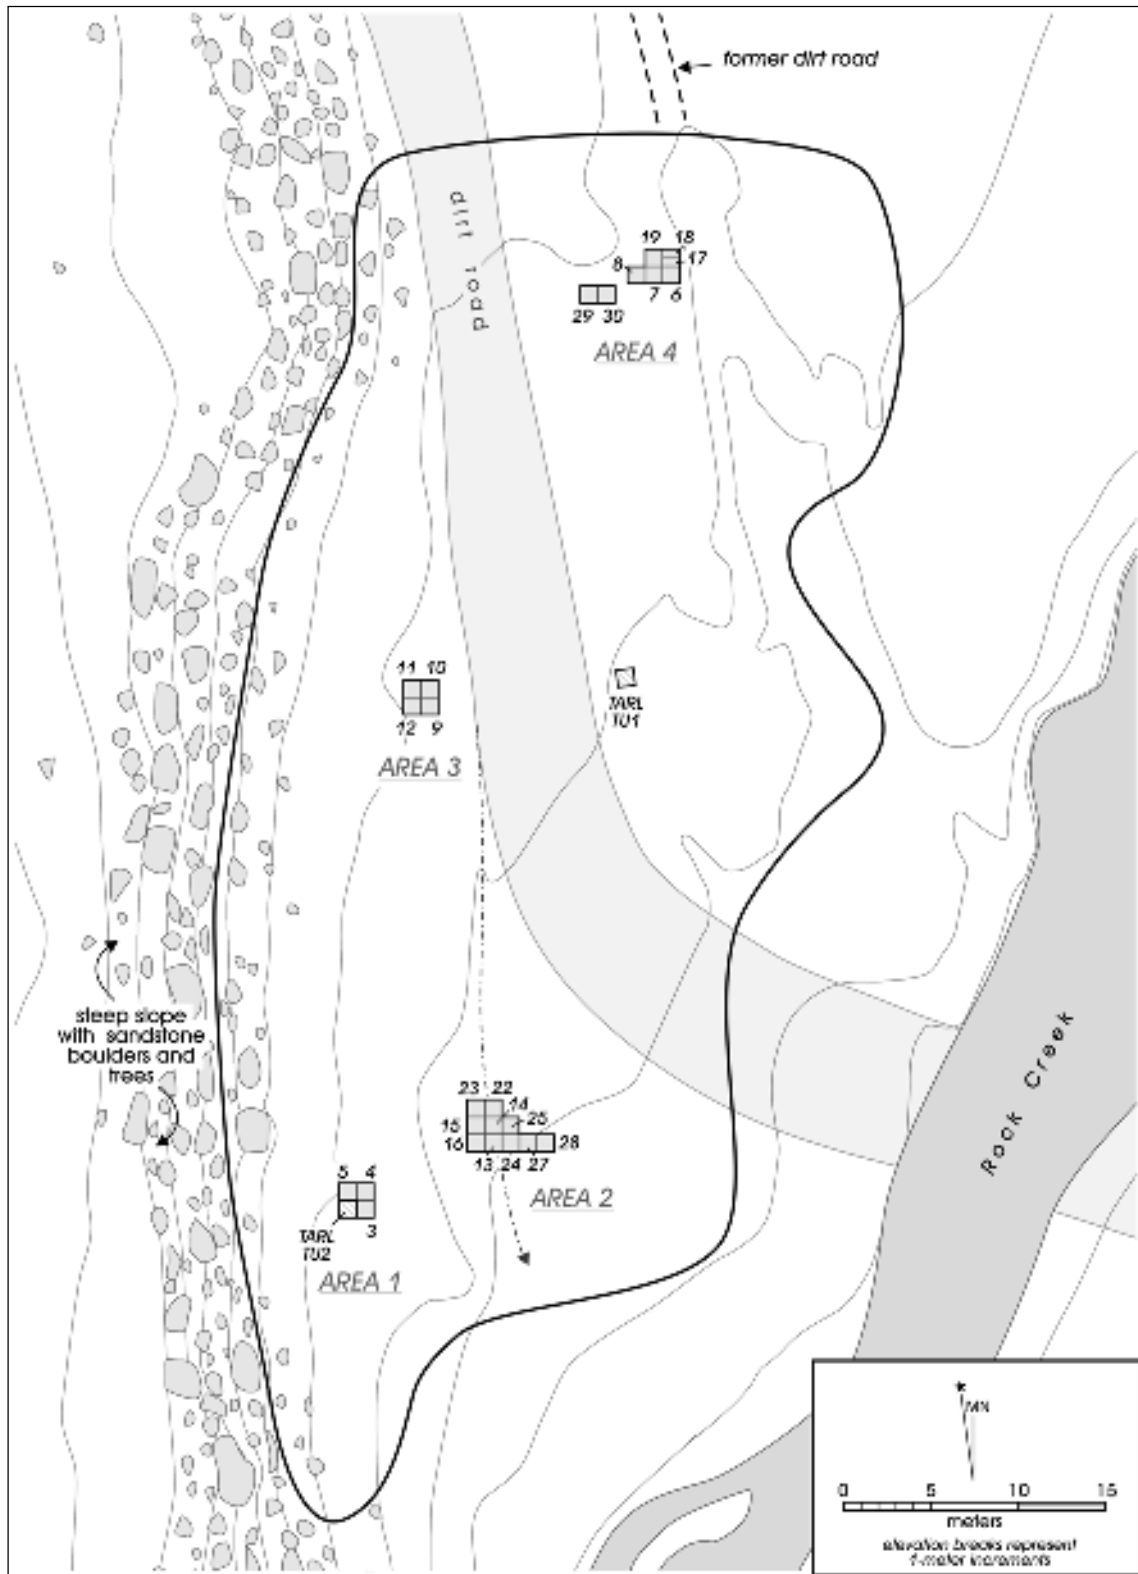 former dirt road
dirt road
19 18
8 17
7 6
29 30
AREA 4
11 10
12 9
AREA 3
TARL
TU1
steep slope
with sandstone
boulders and
trees
23 22
14
15 25
16 28
13 24 27
AREA 2
5 4
3
TARL
TU2
AREA 1
Rock Creek
MN
0 5 10 15
meters
elevation breaks represent
1-meter increments